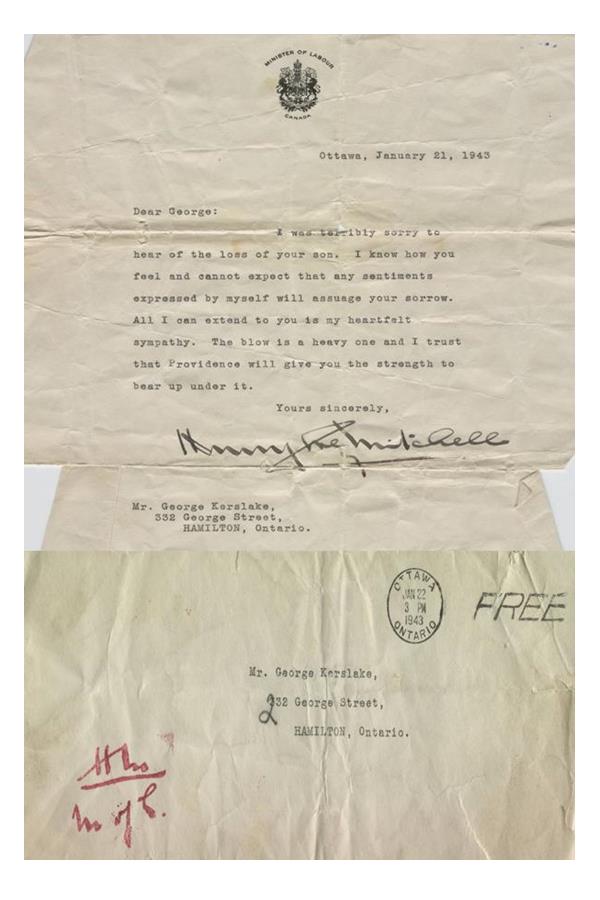 MINISTER OF LABOUR
CANADA
Ottawa, January 21, 1943
Dear George:
I was terribly sorry to
hear of the loss of your son. I know how you
feel and cannot expect that any sentiments
expressed by myself will assuage your sorrow.
All I can extend to you is my heartfelt
sympathy. The blow is a heavy one and I trust
that Providence will give you the strength to
bear up under it.
Yours sincerely,
Humphrey Mitchell
Mr. George Kerslake,
332 George Street,
HAMILTON, Ontario.
OTTAWA
JAN 22
3 PM
1943
ONTARIO
FREE
Mr. George Kerslake,
232 George Street,
HAMILTON, Ontario.
M of L.